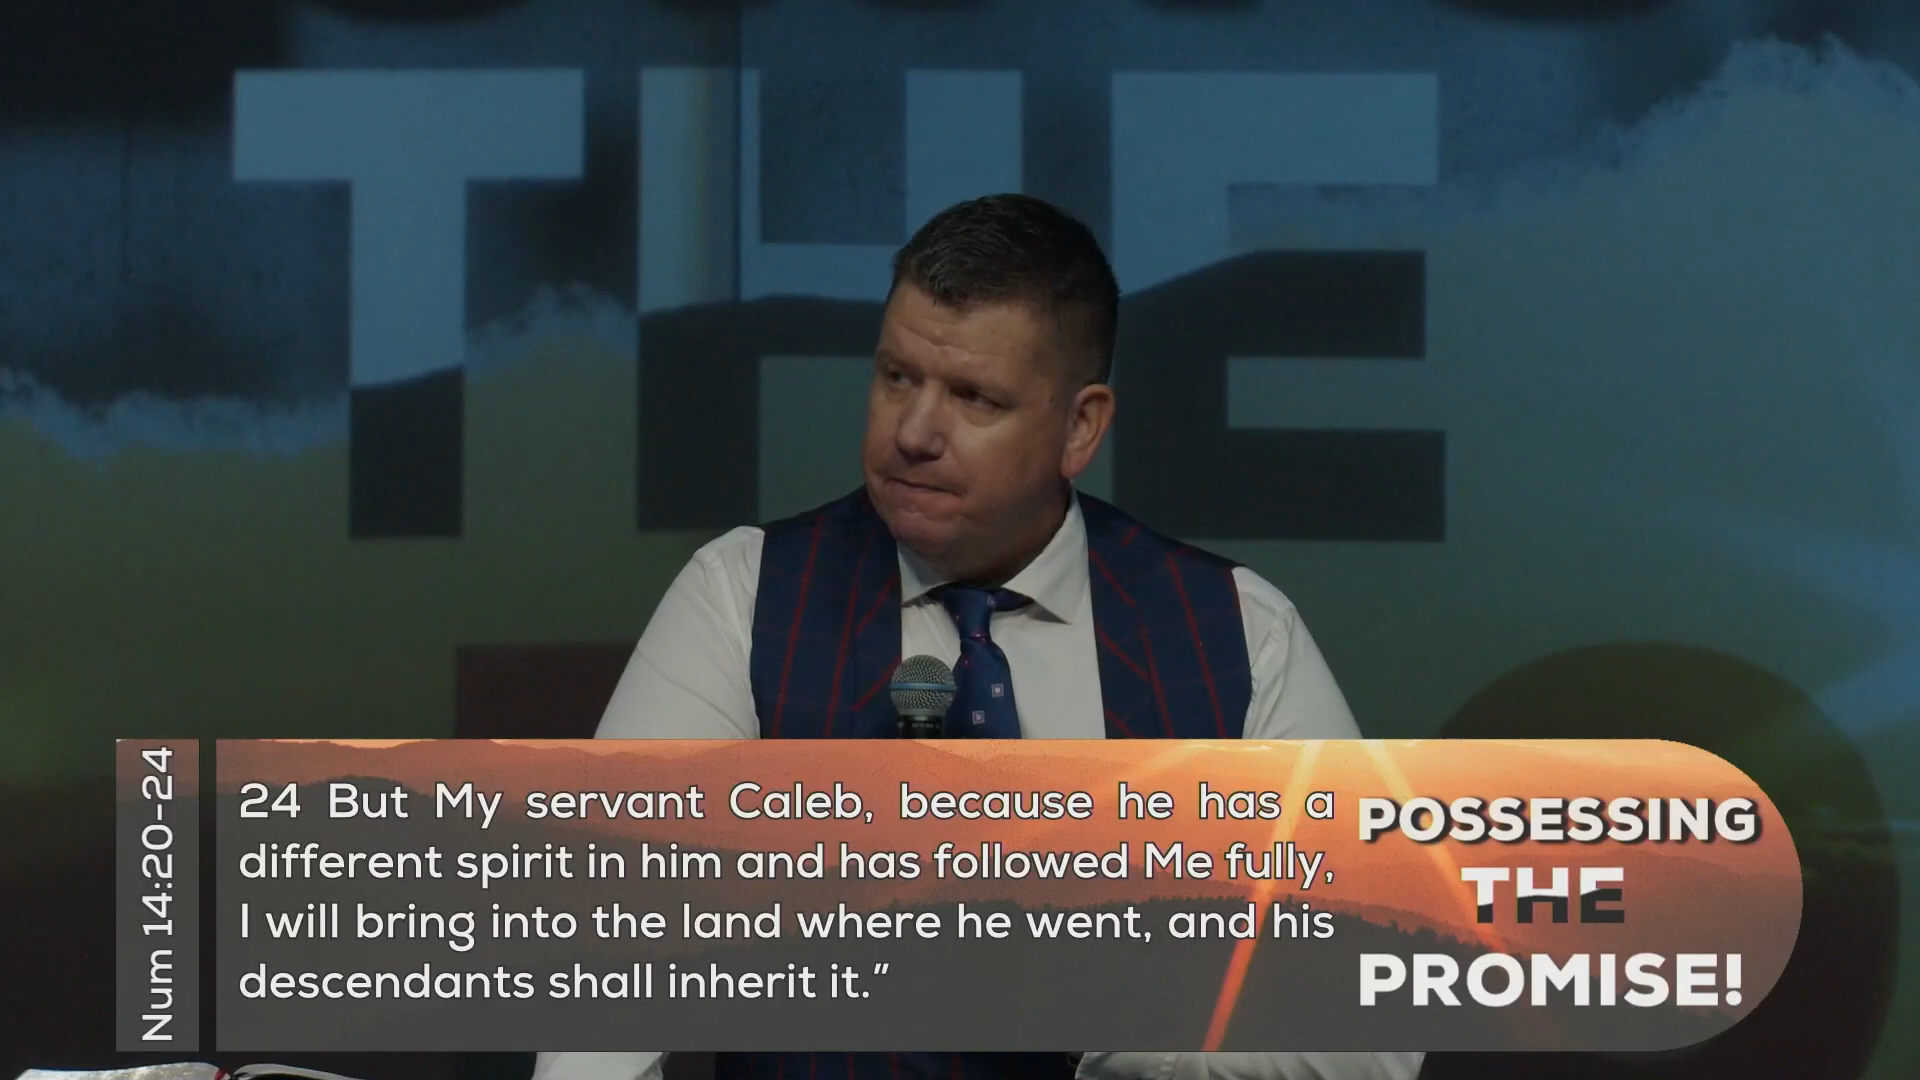 THE
Num 14:20-24
24 But My servant Caleb, because he has a
different spirit in him and has followed Me fully,
I will bring into the land where he went, and his
descendants shall inherit it.”
POSSESSING
THE
PROMISE!